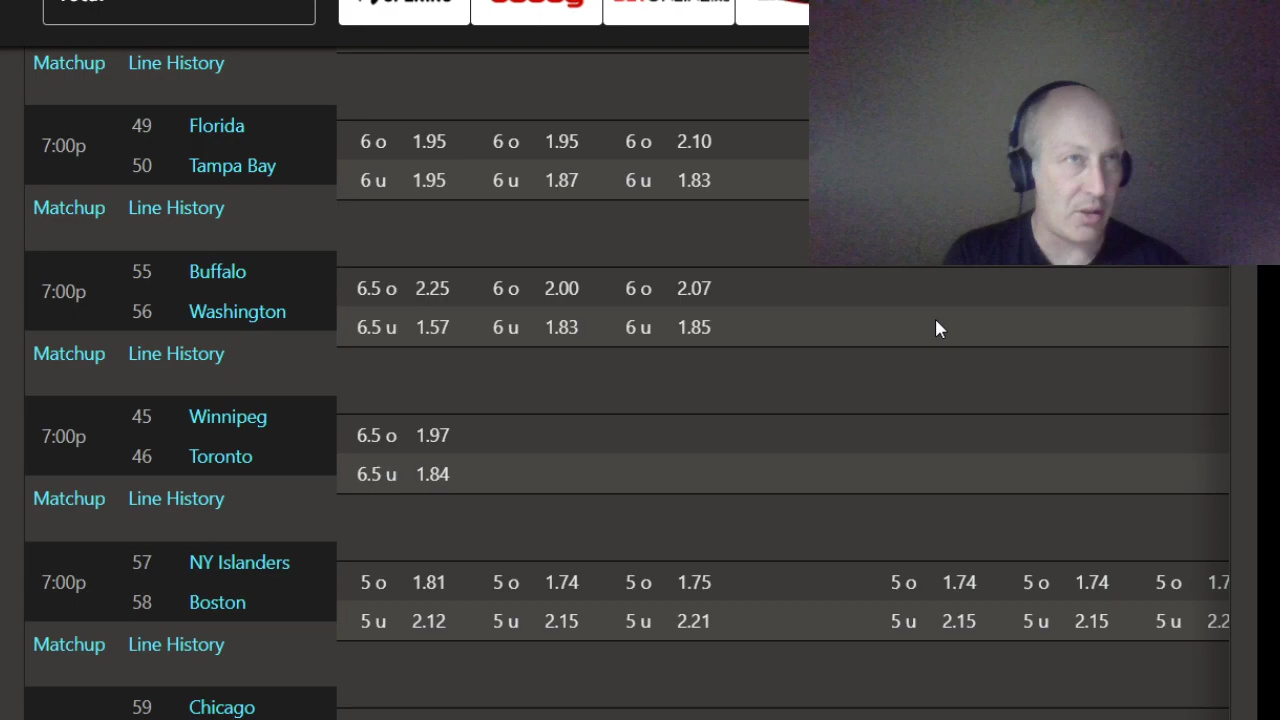 Matchup Line History
7:00p
49 Florida
50 Tampa Bay
6 o 1.95 6 o 1.95 6 o 2.10
6 u 1.95 6 u 1.87 6 u 1.83
Matchup Line History
7:00p
55 Buffalo
56 Washington
6.5 o 2.25 6 o 2.00 6 o 2.07
6.5 u 1.57 6 u 1.83 6 u 1.85
Matchup Line History
7:00p
45 Winnipeg
46 Toronto
6.5 o 1.97
6.5 u 1.84
Matchup Line History
7:00p
57 NY Islanders
58 Boston
5 o 1.81 5 o 1.74 5 o 1.75 5 o 1.74 5 o 1.74 5 o 1.7
5 u 2.12 5 u 2.15 5 u 2.21 5 u 2.15 5 u 2.15 5 u 2.2
Matchup Line History
59 Chicago